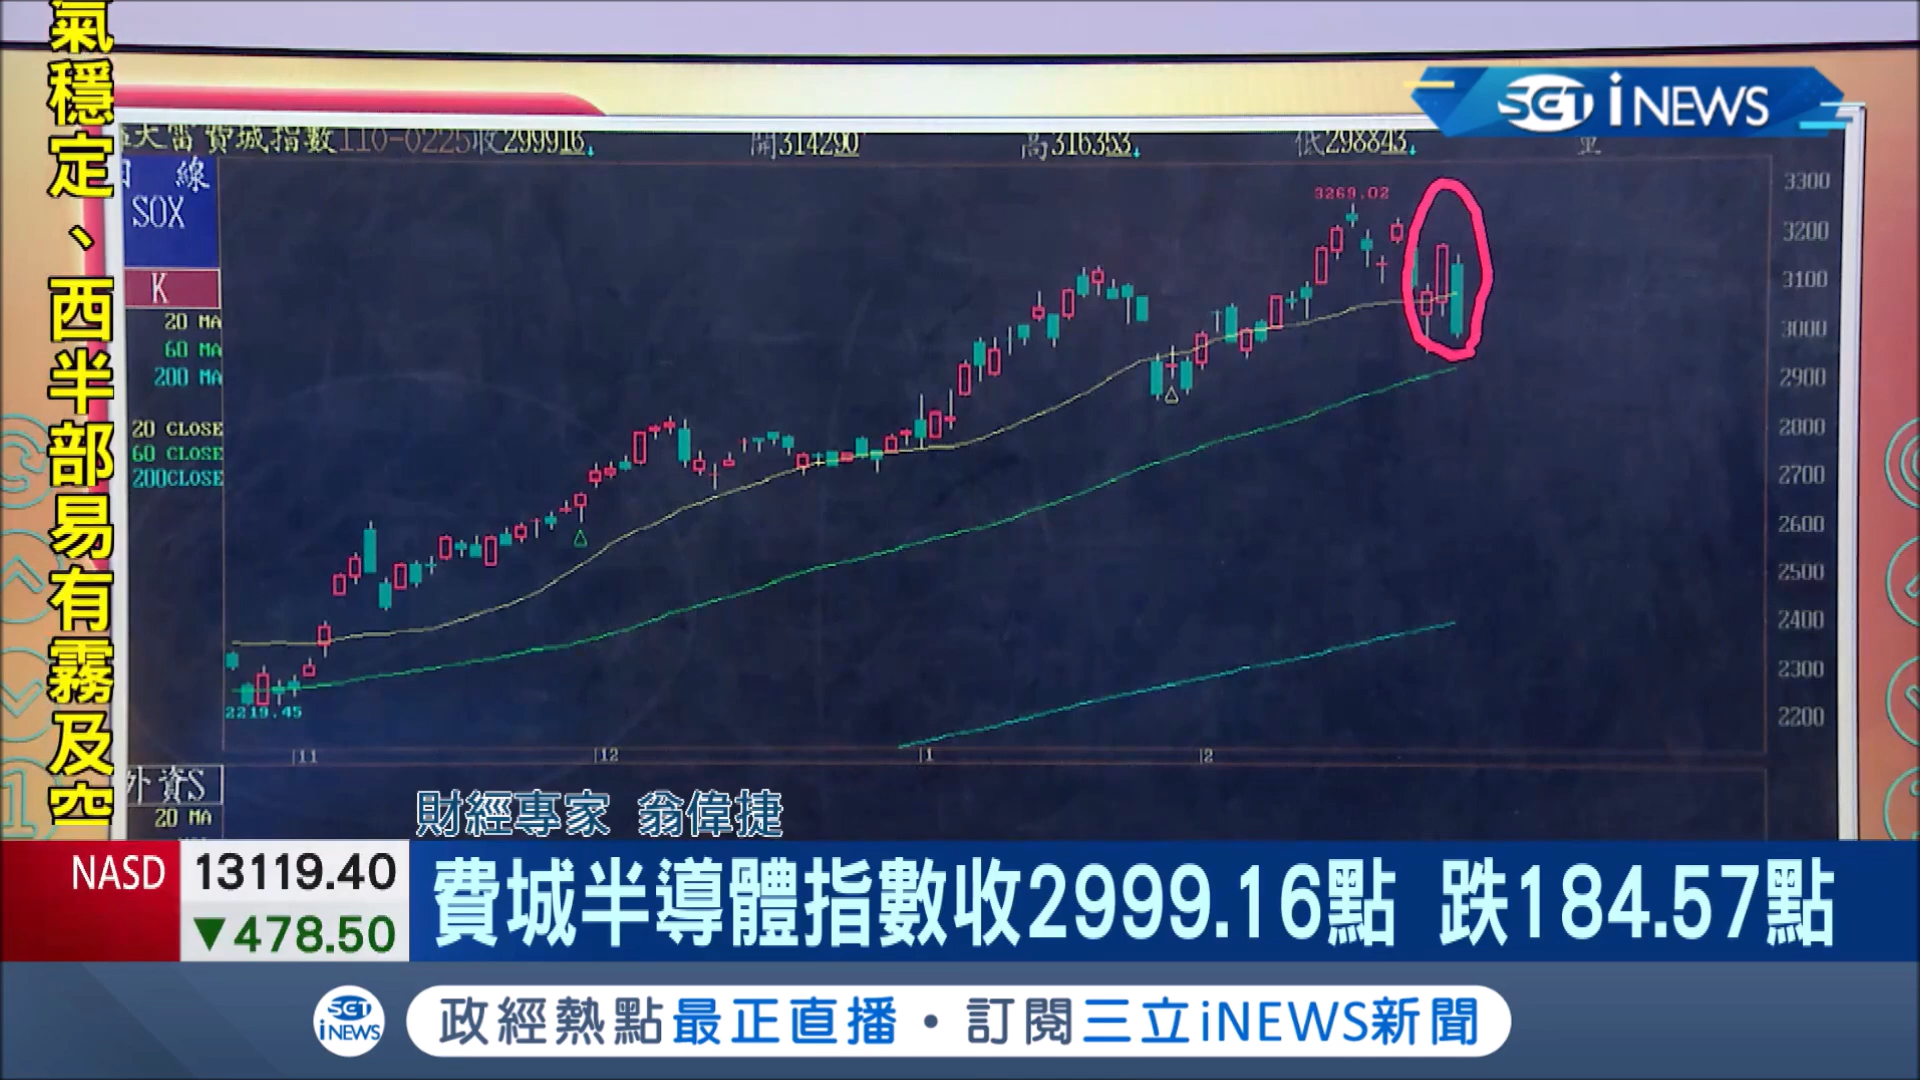 氣穩定、西半部易有霧及空
SET iNEWS
費城指數110-0225收299916 開314290 高316353 低298843
日 線
SOX
K
20 MA
60 MA
200 MA
20 CLOSE
60 CLOSE
200CLOSE
3269.02
2219.45
3300
3200
3100
3000
2900
2800
2700
2600
2500
2400
2300
2200
11
12
1
2
外資S
20 MA
財經專家 翁偉捷
NASD
13119.40
▼478.50
費城半導體指數收2999.16點 跌184.57點
SET iNEWS
政經熱點最正直播・訂閱三立iNEWS新聞